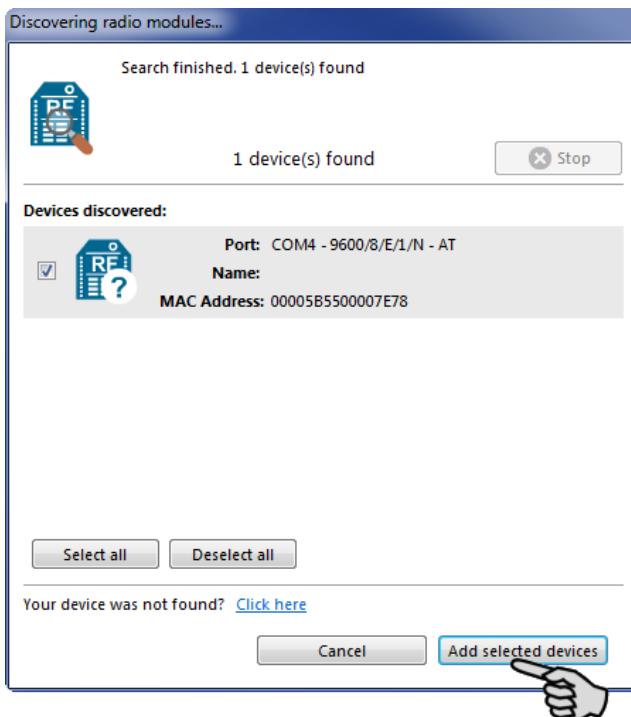 Discovering radio modules...
Search finished. 1 device(s) found
RF
1 device(s) found
Stop
Devices discovered:
Port: COM4 - 9600/8/E/1/N - AT
RF
?
Name:
MAC Address: 00005B5500007E78
Select all
Deselect all
Your device was not found? Click here
Cancel
Add selected devices